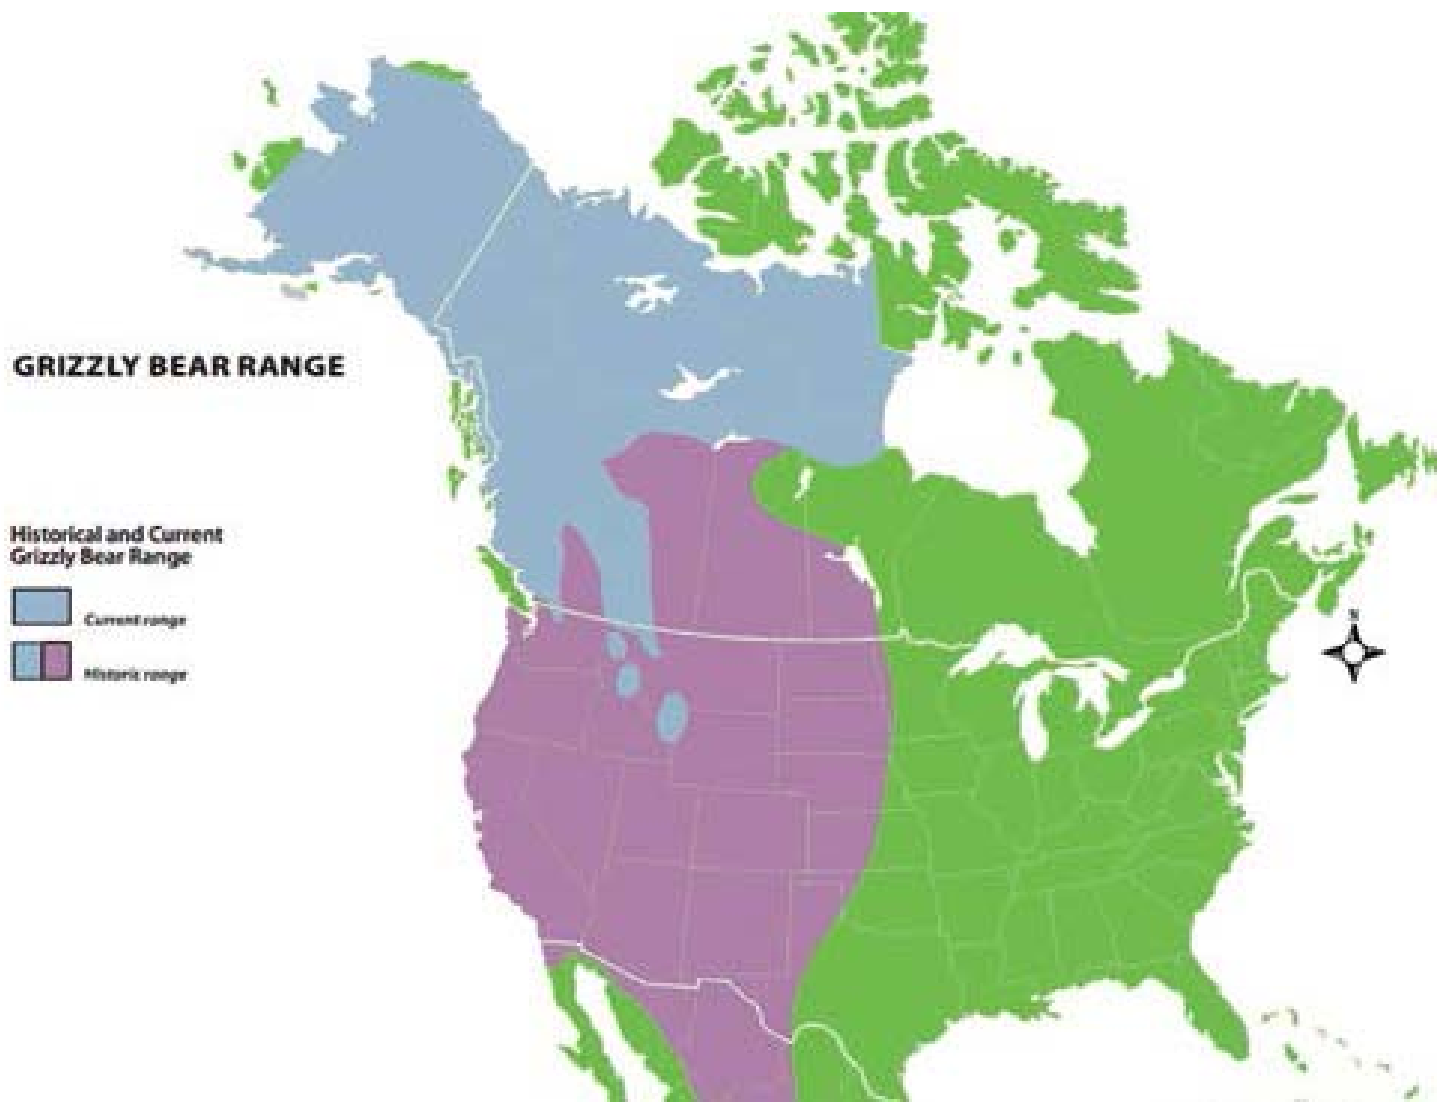 GRIZZLY BEAR RANGE
Historical and Current
Grizzly Bear Range
Current range
Historic range
N